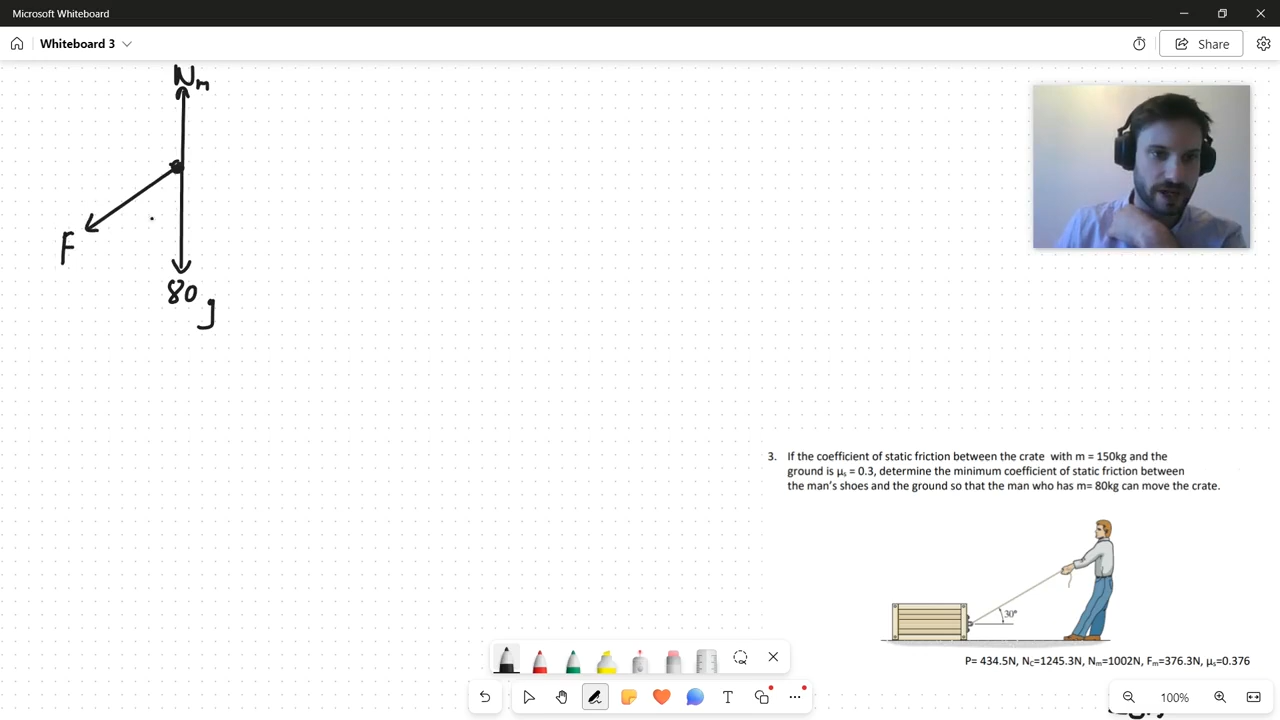 Microsoft Whiteboard
Whiteboard 3
Share
Nm
F
80g
3. If the coefficient of static friction between the crate with m = 150kg and the
ground is μs = 0.3, determine the minimum coefficient of static friction between
the man's shoes and the ground so that the man who has m= 80kg can move the crate.
30°
P= 434.5N, NC=1245.3N, Nm=1002N, Fm=376.3N, μs=0.376
T
100%